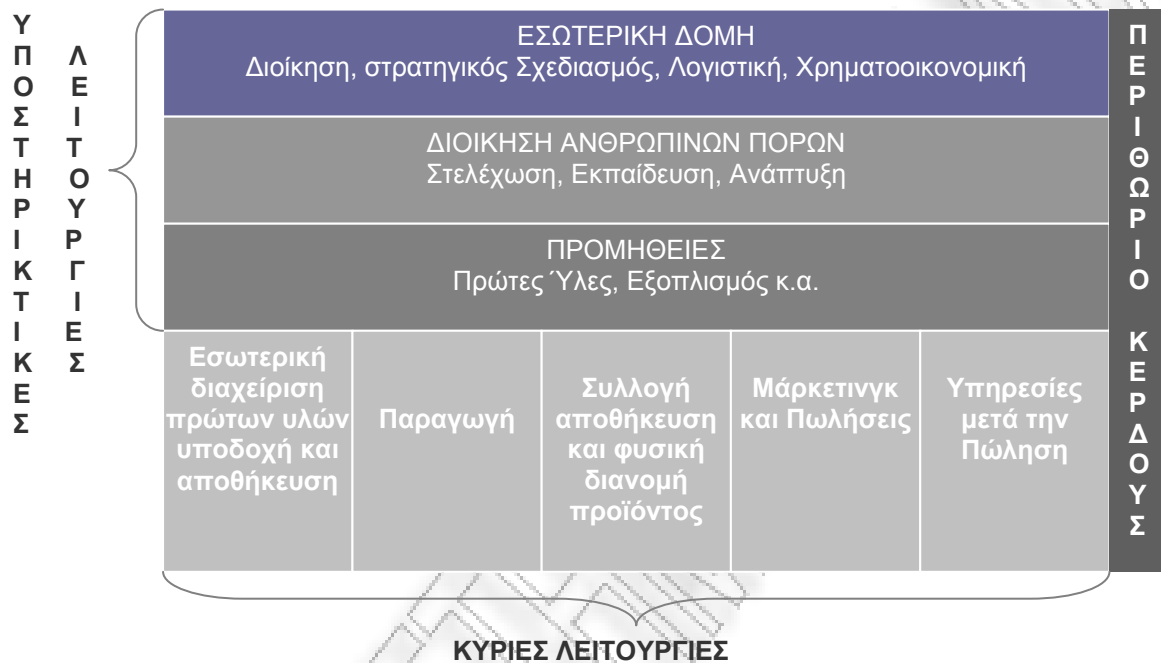 ΥΠΟΣΤΗΡΙΚΤΙΚΕΣ
ΛΕΙΤΟΥΡΓΙΕΣ
ΕΣΩΤΕΡΙΚΗ ΔΟΜΗ
Διοίκηση, στρατηγικός Σχεδιασμός, Λογιστική, Χρηματοοικονομική
ΔΙΟΙΚΗΣΗ ΑΝΘΡΩΠΙΝΩΝ ΠΟΡΩΝ
Στελέχωση, Εκπαίδευση, Ανάπτυξη
ΠΡΟΜΗΘΕΙΕΣ
Πρώτες Ύλες, Εξοπλισμός κ.α.
Εσωτερική
διαχείριση
πρώτων υλών
υποδοχή και
αποθήκευση
Παραγωγή
Συλλογή
αποθήκευση
και φυσική
διανομή
προϊόντος
Μάρκετινγκ
και Πωλήσεις
Υπηρεσίες
μετά την
Πώληση
ΠΕΡΙΘΩΡΙΟ ΚΕΡΔΟΥΣ
ΚΥΡΙΕΣ ΛΕΙΤΟΥΡΓΙΕΣ